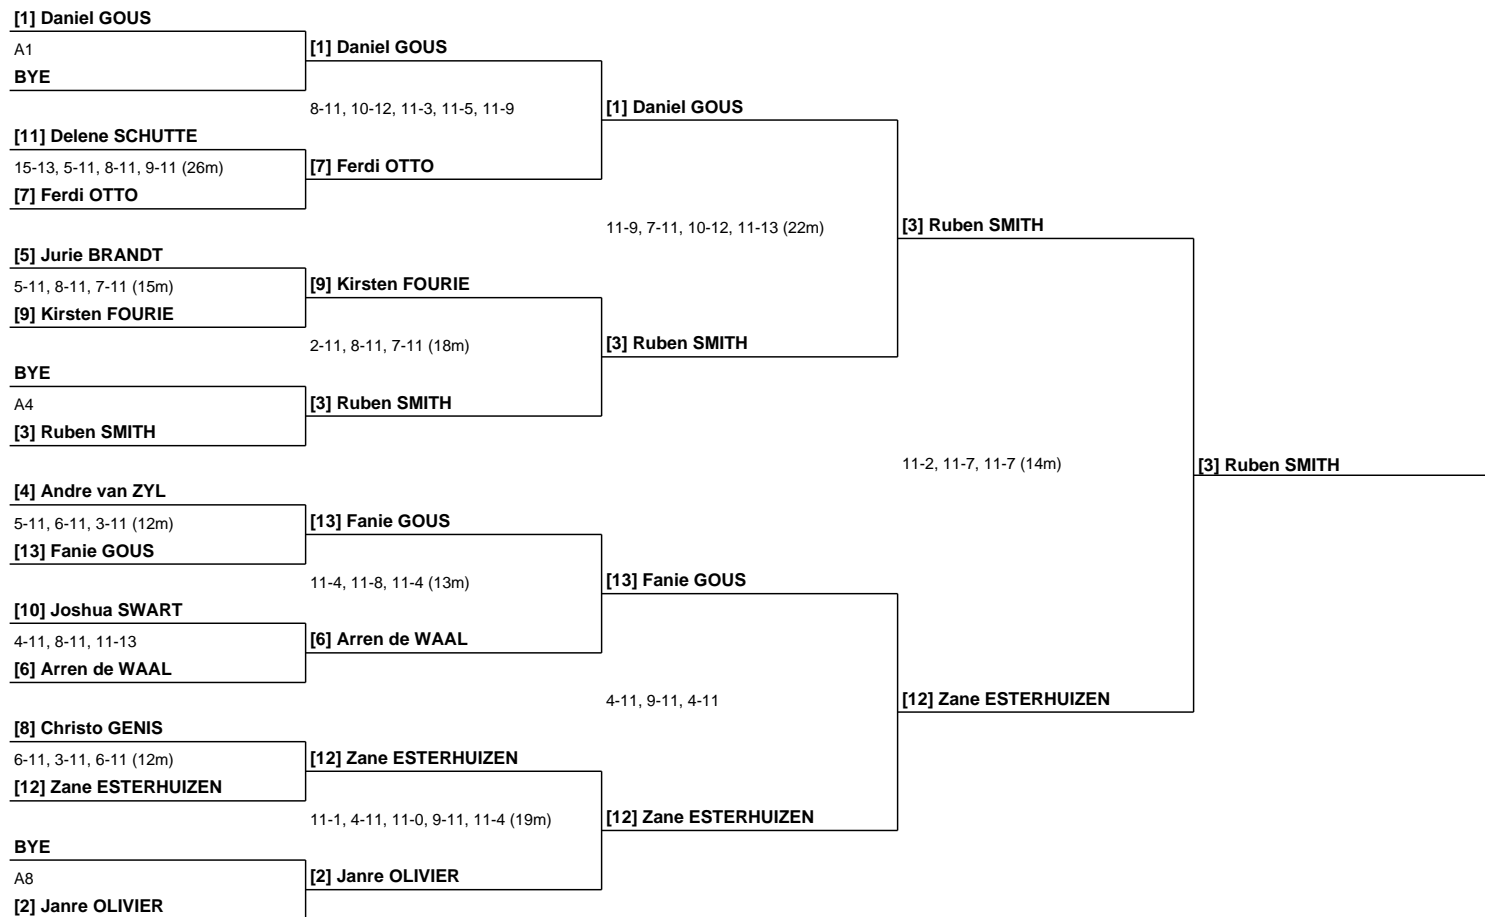 [1] Daniel GOUS
A1
BYE
[11] Delene SCHUTTE
15-13, 5-11, 8-11, 9-11 (26m)
[7] Ferdi OTTO
[5] Jurie BRANDT
5-11, 8-11, 7-11 (15m)
[9] Kirsten FOURIE
BYE
A4
[3] Ruben SMITH
[4] Andre van ZYL
5-11, 6-11, 3-11 (12m)
[13] Fanie GOUS
[10] Joshua SWART
4-11, 8-11, 11-13
[6] Arren de WAAL
[8] Christo GENIS
6-11, 3-11, 6-11 (12m)
[12] Zane ESTERHUIZEN
BYE
A8
[2] Janre OLIVIER
[1] Daniel GOUS
8-11, 10-12, 11-3, 11-5, 11-9
[7] Ferdi OTTO
[9] Kirsten FOURIE
2-11, 8-11, 7-11 (18m)
[3] Ruben SMITH
[13] Fanie GOUS
11-4, 11-8, 11-4 (13m)
[6] Arren de WAAL
[12] Zane ESTERHUIZEN
11-1, 4-11, 11-0, 9-11, 11-4 (19m)
[2] Janre OLIVIER
[1] Daniel GOUS
11-9, 7-11, 10-12, 11-13 (22m)
[3] Ruben SMITH
[13] Fanie GOUS
4-11, 9-11, 4-11
[12] Zane ESTERHUIZEN
[3] Ruben SMITH
11-2, 11-7, 11-7 (14m)
[12] Zane ESTERHUIZEN
[3] Ruben SMITH